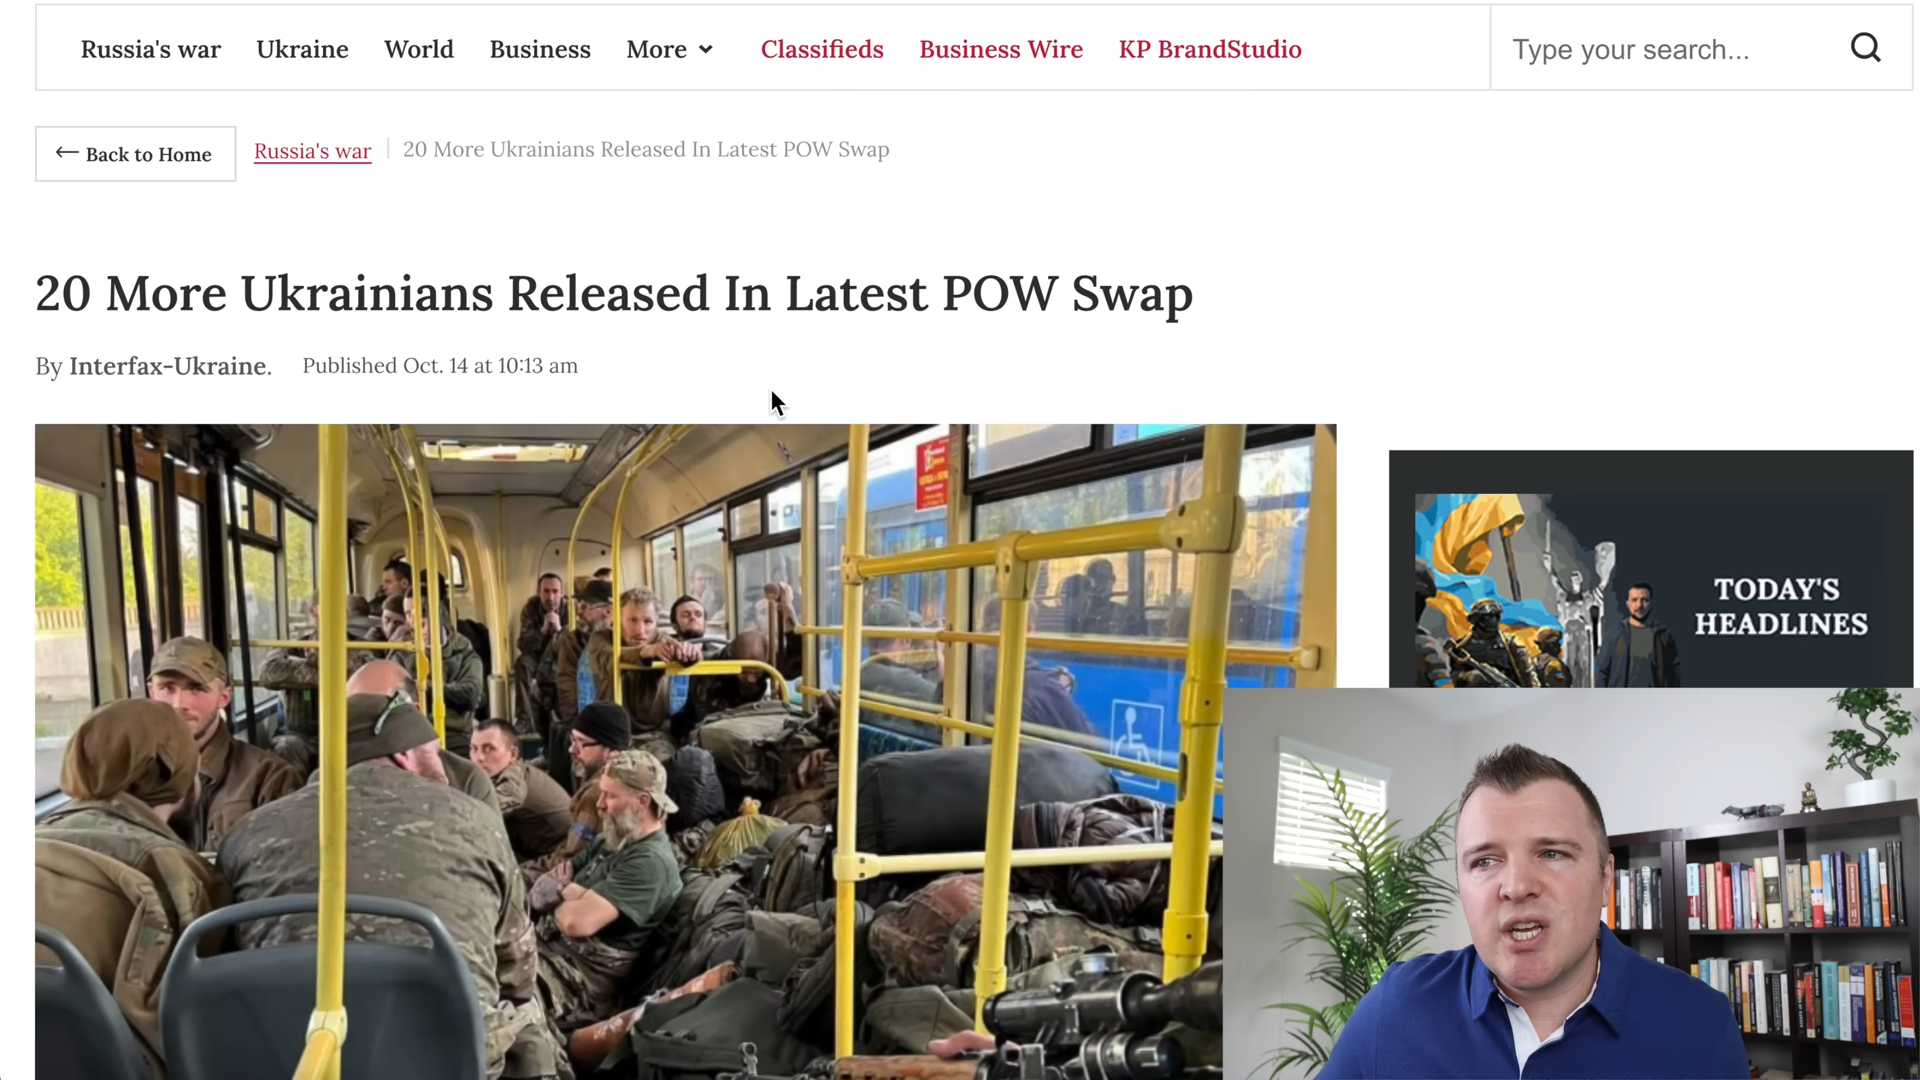 Russia's war Ukraine World Business More Classifieds Business Wire KP BrandStudio Type your search...
← Back to Home Russia's war 20 More Ukrainians Released In Latest POW Swap
20 More Ukrainians Released In Latest POW Swap
By Interfax-Ukraine. Published Oct. 14 at 10:13 am
TODAY'S
HEADLINES